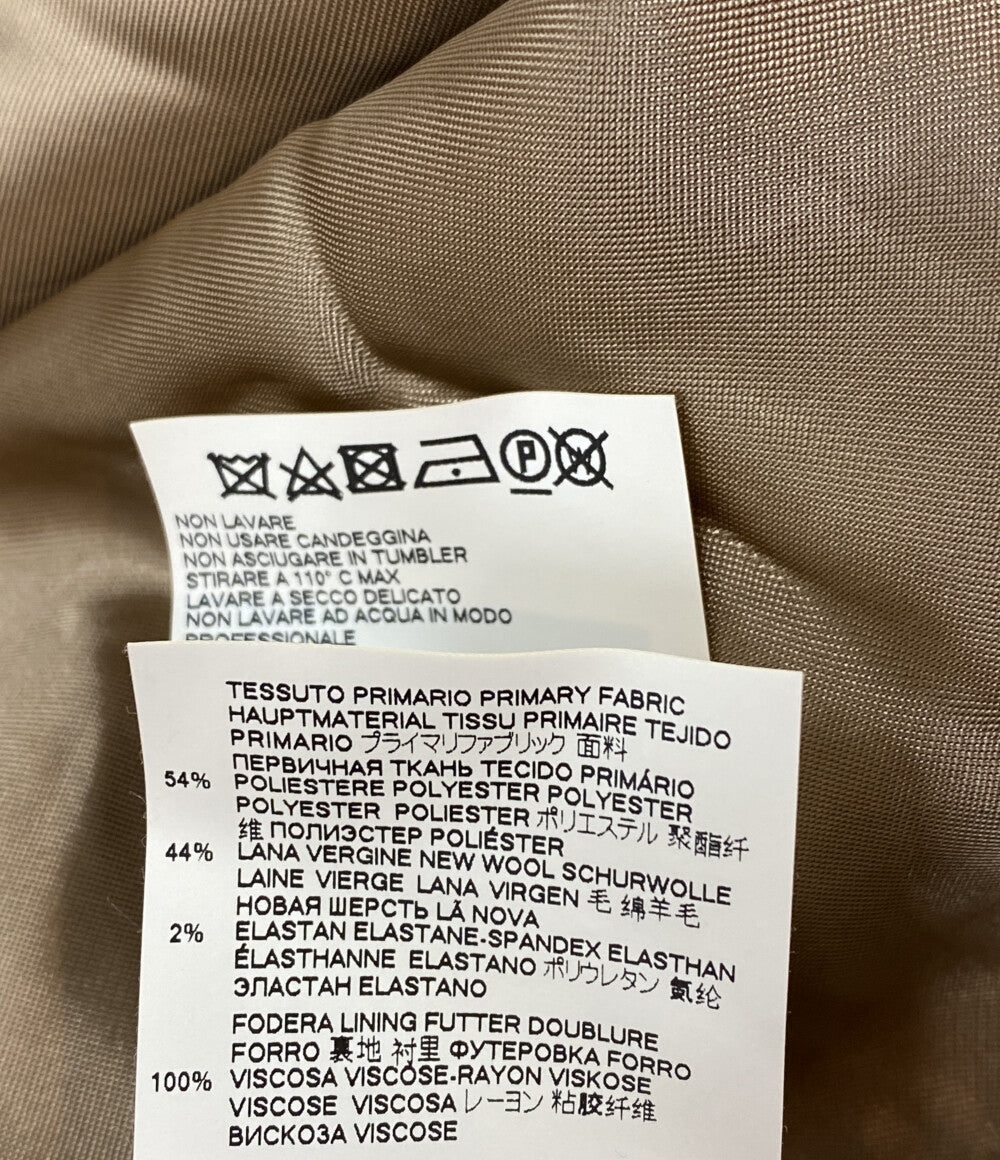 NON LAVARE
NON USARE CANDEGGINA
NON ASCIUGARE IN TUMBLER
STIRARE A 110° C MAX
LAVARE A SECCO DELICATO
NON LAVARE AD ACQUA IN MODO
PROFESSIONALE
TESSUTO PRIMARIO PRIMARY FABRIC
HAUPTMATERIAL TISSU PRIMAIRE TEJIDO
PRIMARIO プライマリファブリック 面料
ПЕРВИЧНАЯ ТКАНЬ TECIDO PRIMÁRIO
54% POLIESTERE POLYESTER POLYESTER
POLYESTER POLIESTER ポリエステル 聚酯纤
维 ПОЛИЭСТЕР POLIÉSTER
44% LANA VERGINE NEW WOOL SCHURWOLLE
LAINE VIERGE LANA VIRGEN 毛 绵羊毛
НОВАЯ ШЕРСТЬ LÃ NOVA
2% ELASTAN ELASTANE-SPANDEX ELASTHAN
ÉLASTHANNE ELASTANO ポリウレタン 氨纶
ЭЛАСТАН ELASTANO
FODERA LINING FUTTER DOUBLURE
FORRO 裏地 衬里 ФУТЕРОВКА FORRO
100% VISCOSA VISCOSE-RAYON VISKOSE
VISCOSE VISCOSA レーヨン 粘胶纤维
ВИСКОЗА VISCOSE